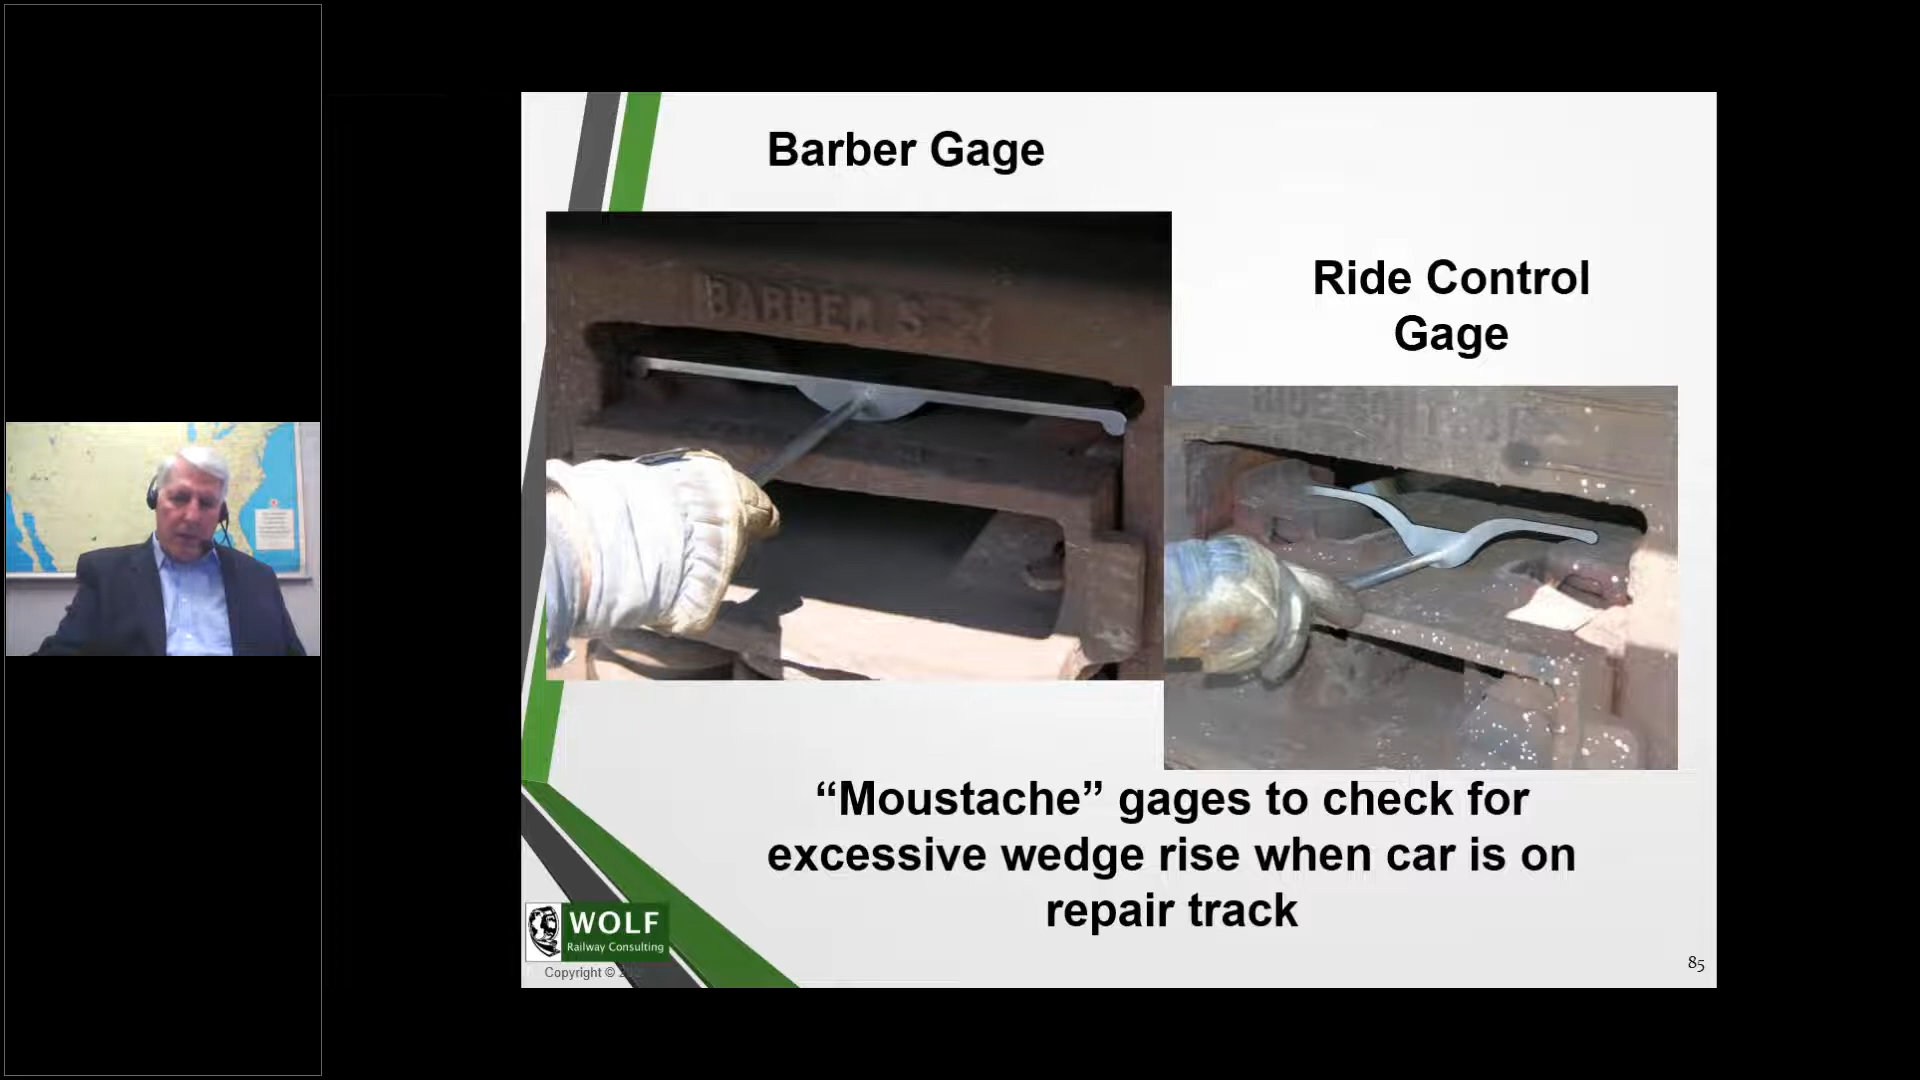 Barber Gage
Ride Control
Gage
BARBER S-2
“Moustache” gages to check for
excessive wedge rise when car is on
repair track
WOLF
Railway Consulting
Copyright ©
85